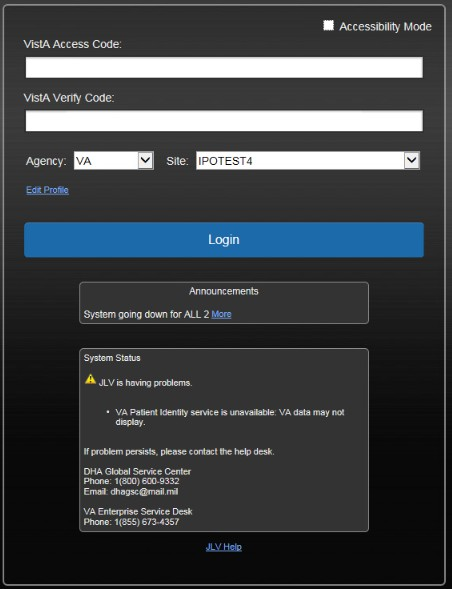 Accessibility Mode
VistA Access Code:
VistA Verify Code:
Agency: VA Site: IPOTEST4
Edit Profile
Login
Announcements
System going down for ALL 2 More
System Status
JLV is having problems.
• VA Patient Identity service is unavailable: VA data may not
display.
If problem persists, please contact the help desk.
DHA Global Service Center
Phone: 1(800) 600-9332
Email: dhagsc@mail.mil
VA Enterprise Service Desk
Phone: 1(855) 673-4357
JLV Help